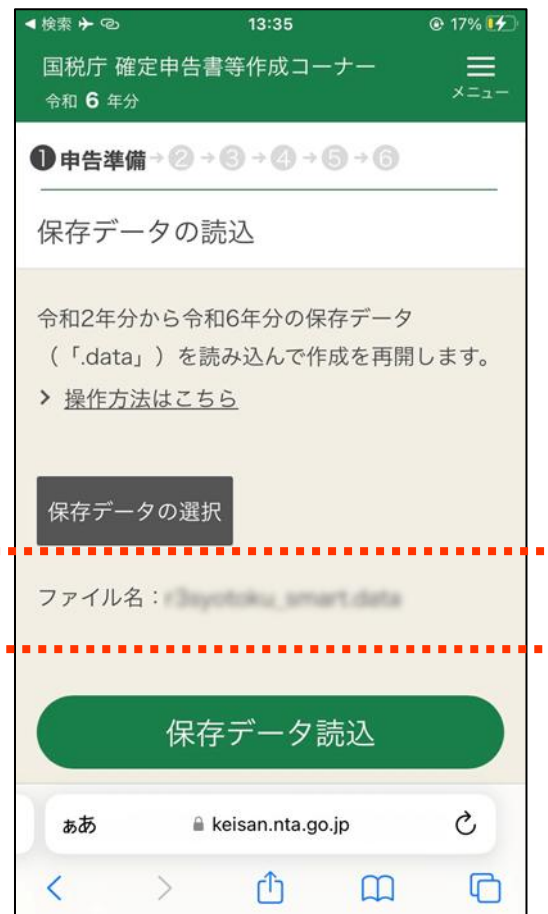 検索
13:35
17%
国税庁 確定申告書等作成コーナー
令和 6 年分
メニュー
1 申告準備 → 2 → 3 → 4 → 5 → 6
保存データの読込
令和2年分から令和6年分の保存データ
（「.data」）を読み込んで作成を再開します。
> 操作方法はこちら
保存データの選択
ファイル名：
保存データ読込
ぁあ
keisan.nta.go.jp